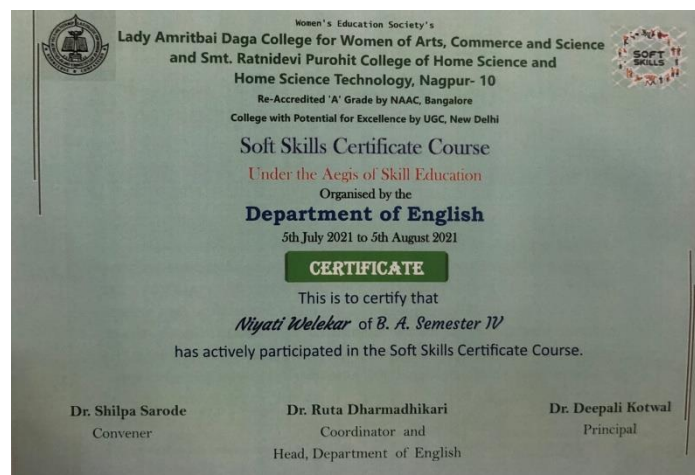 Women's Education Society's
Lady Amritbai Daga College for Women of Arts, Commerce and Science
and Smt. Ratnidevi Purohit College of Home Science and
Home Science Technology, Nagpur- 10
Re-Accredited 'A' Grade by NAAC, Bangalore
College with Potential for Excellence by UGC, New Delhi
SOFT
SKILLS
Soft Skills Certificate Course
Under the Aegis of Skill Education
Organised by the
Department of English
5th July 2021 to 5th August 2021
CERTIFICATE
This is to certify that
Niyati Welekar of B. A. Semester IV
has actively participated in the Soft Skills Certificate Course.
Dr. Shilpa Sarode
Convener
Dr. Ruta Dharmadhikari
Coordinator and
Head, Department of English
Dr. Deepali Kotwal
Principal